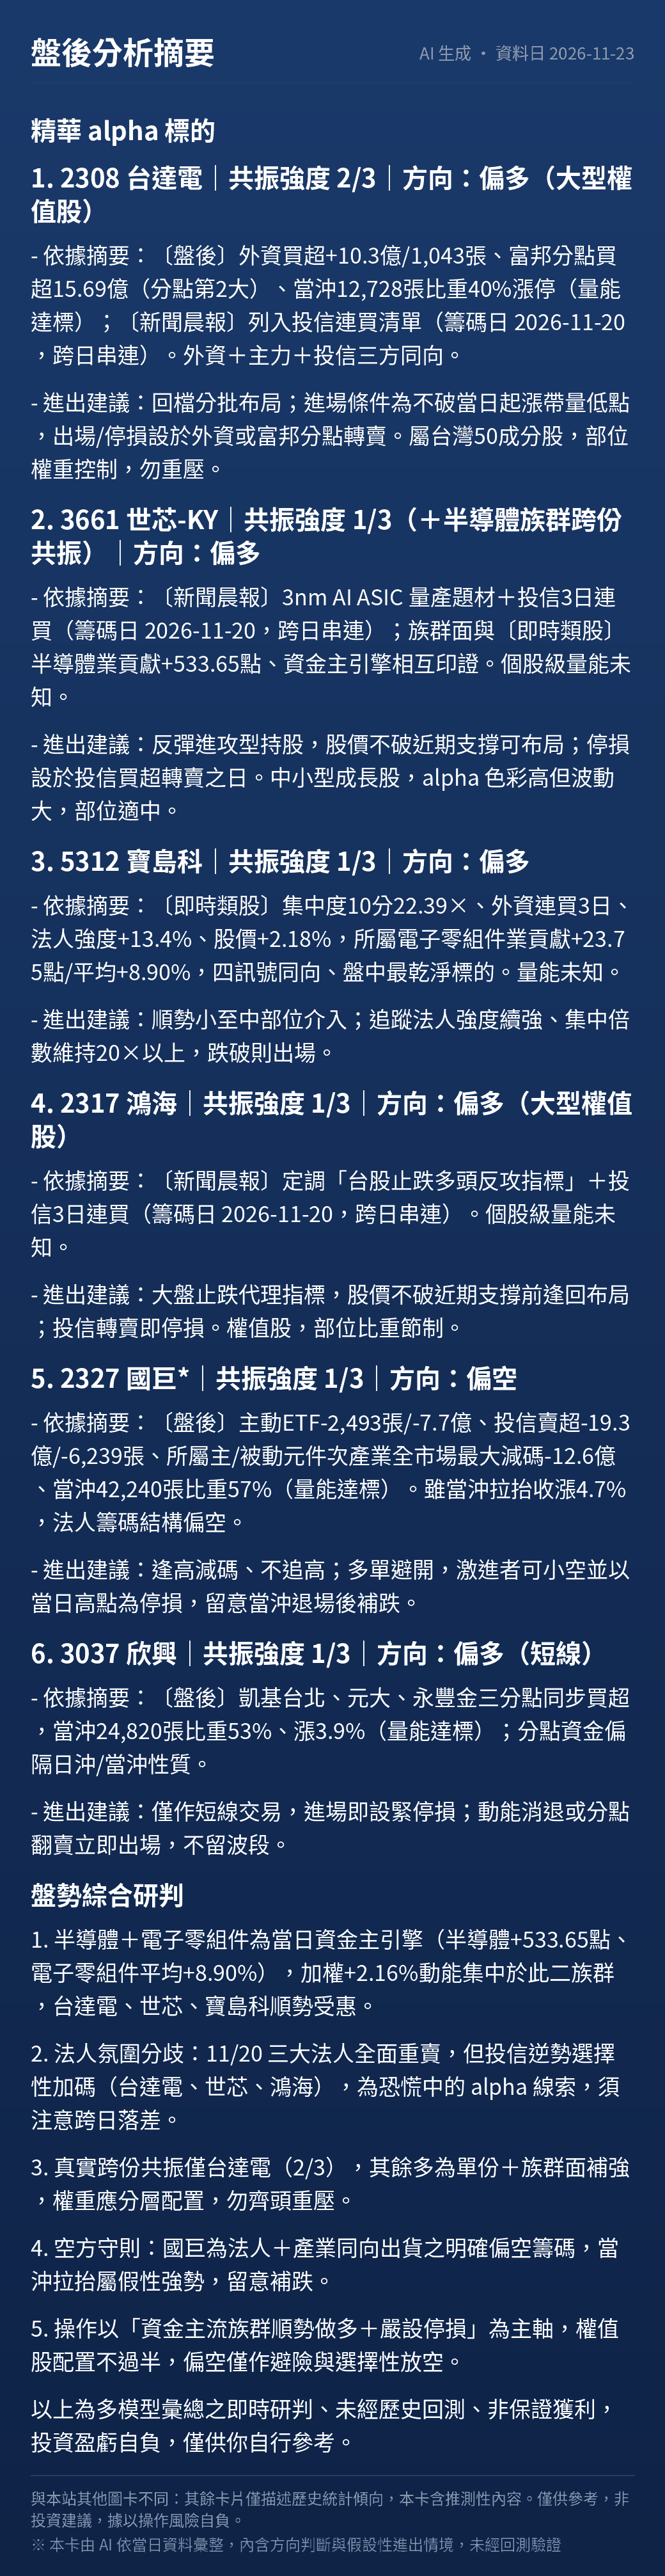 盤後分析摘要
AI 生成 · 資料日 2026-11-23
精華 alpha 標的
1. 2308 台達電｜共振強度 2/3｜方向：偏多（大型權
值股）
- 依據摘要：〔盤後〕外資買超+10.3億/1,043張、富邦分點買
超15.69億（分點第2大）、當沖12,728張比重40%漲停（量能
達標）；〔新聞晨報〕列入投信連買清單（籌碼日 2026-11-20
，跨日串連）。外資＋主力＋投信三方同向。
- 進出建議：回檔分批布局；進場條件為不破當日起漲帶量低點
，出場/停損設於外資或富邦分點轉賣。屬台灣50成分股，部位
權重控制，勿重壓。
2. 3661 世芯-KY｜共振強度 1/3（＋半導體族群跨份
共振）｜方向：偏多
- 依據摘要：〔新聞晨報〕3nm AI ASIC 量產題材＋投信3日連
買（籌碼日 2026-11-20，跨日串連）；族群面與〔即時類股〕
半導體業貢獻+533.65點、資金主引擎相互印證。個股級量能未
知。
- 進出建議：反彈進攻型持股，股價不破近期支撐可布局；停損
設於投信買超轉賣之日。中小型成長股，alpha 色彩高但波動
大，部位適中。
3. 5312 寶島科｜共振強度 1/3｜方向：偏多
- 依據摘要：〔即時類股〕集中度10分22.39×、外資連買3日、
法人強度+13.4%、股價+2.18%，所屬電子零組件業貢獻+23.7
5點/平均+8.90%，四訊號同向、盤中最乾淨標的。量能未知。
- 進出建議：順勢小至中部位介入；追蹤法人強度續強、集中倍
數維持20×以上，跌破則出場。
4. 2317 鴻海｜共振強度 1/3｜方向：偏多（大型權值
股）
- 依據摘要：〔新聞晨報〕定調「台股止跌多頭反攻指標」＋投
信3日連買（籌碼日 2026-11-20，跨日串連）。個股級量能未
知。
- 進出建議：大盤止跌代理指標，股價不破近期支撐前逢回布局
；投信轉賣即停損。權值股，部位比重節制。
5. 2327 國巨*｜共振強度 1/3｜方向：偏空
- 依據摘要：〔盤後〕主動ETF-2,493張/-7.7億、投信賣超-19.3
億/-6,239張、所屬主/被動元件次產業全市場最大減碼-12.6億
、當沖42,240張比重57%（量能達標）。雖當沖拉抬收漲4.7%
，法人籌碼結構偏空。
- 進出建議：逢高減碼、不追高；多單避開，激進者可小空並以
當日高點為停損，留意當沖退場後補跌。
6. 3037 欣興｜共振強度 1/3｜方向：偏多（短線）
- 依據摘要：〔盤後〕凱基台北、元大、永豐金三分點同步買超
，當沖24,820張比重53%、漲3.9%（量能達標）；分點資金偏
隔日沖/當沖性質。
- 進出建議：僅作短線交易，進場即設緊停損；動能消退或分點
翻賣立即出場，不留波段。
盤勢綜合研判
1. 半導體＋電子零組件為當日資金主引擎（半導體+533.65點、
電子零組件平均+8.90%），加權+2.16%動能集中於此二族群
，台達電、世芯、寶島科順勢受惠。
2. 法人氛圍分歧：11/20 三大法人全面重賣，但投信逆勢選擇
性加碼（台達電、世芯、鴻海），為恐慌中的 alpha 線索，須
注意跨日落差。
3. 真實跨份共振僅台達電（2/3），其餘多為單份＋族群面補強
，權重應分層配置，勿齊頭重壓。
4. 空方守則：國巨為法人＋產業同向出貨之明確偏空籌碼，當
沖拉抬屬假性強勢，留意補跌。
5. 操作以「資金主流族群順勢做多＋嚴設停損」為主軸，權值
股配置不過半，偏空僅作避險與選擇性放空。
以上為多模型彙總之即時研判、未經歷史回測、非保證獲利，
投資盈虧自負，僅供你自行參考。
與本站其他圖卡不同：其餘卡片僅描述歷史統計傾向，本卡含推測性內容。僅供參考，非
投資建議，據以操作風險自負。
※ 本卡由 AI 依當日資料彙整，內含方向判斷與假設性進出情境，未經回測驗證